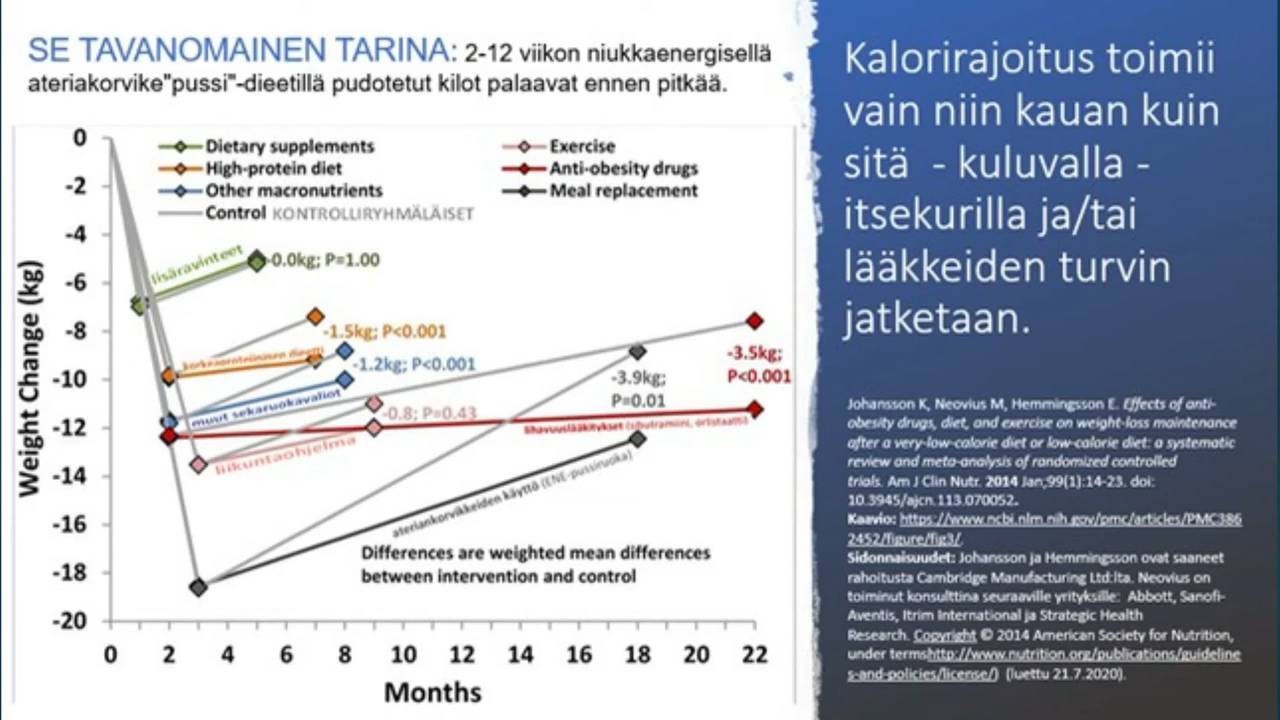 SE TAVANOMAINEN TARINA: 2-12 viikon niukkaenergisellä
ateriakorvike"pussi"-dieetillä pudotetut kilot palaavat ennen pitkää.
Weight Change (kg)
0
-2
-4
-6
-8
-10
-12
-14
-16
-18
-20
Dietary supplements
High-protein diet
Other macronutrients
Control KONTROLLIRYHMÄLÄISET
Exercise
Anti-obesity drugs
Meal replacement
lisäravinteet
0.0kg; P=1.00
-1.5kg; P<0.001
korkeaproteiininen dieetti
-1.2kg; P<0.001
muut sekaruokavaliot
-0.8; P=0.43
liikuntaohjelma
-3.9kg;
P=0.01
-3.5kg;
P<0.001
lihavuuslääkitykset (sibutramiini, orlistaatti)
ateriankorvikkeiden käyttö (ENE-pussiruoka)
Differences are weighted mean differences
between intervention and control
0 2 4 6 8 10 12 14 16 18 20 22
Months
Kalorirajoitus toimii
vain niin kauan kuin
sitä - kuluvalla -
itsekurilla ja/tai
lääkkeiden turvin
jatketaan.
Johansson K, Neovius M, Hemmingsson E. Effects of anti-
obesity drugs, diet, and exercise on weight-loss maintenance
after a very-low-calorie diet or low-calorie diet: a systematic
review and meta-analysis of randomized controlled
trials. Am J Clin Nutr. 2014 Jan;99(1):14-23. doi:
10.3945/ajcn.113.070052.
Kaavio: https://www.ncbi.nlm.nih.gov/pmc/articles/PMC386
2452/figure/fig3/.
Sidonnaisuudet: Johansson ja Hemmingsson ovat saaneet
rahoitusta Cambridge Manufacturing Ltd:lta. Neovius on
toiminut konsulttina seuraaville yrityksille: Abbott, Sanofi-
Aventis, Itrim International ja Strategic Health
Research. Copyright © 2014 American Society for Nutrition,
under termshttp://www.nutrition.org/publications/guideline
s-and-policies/license/) (luettu 21.7.2020).